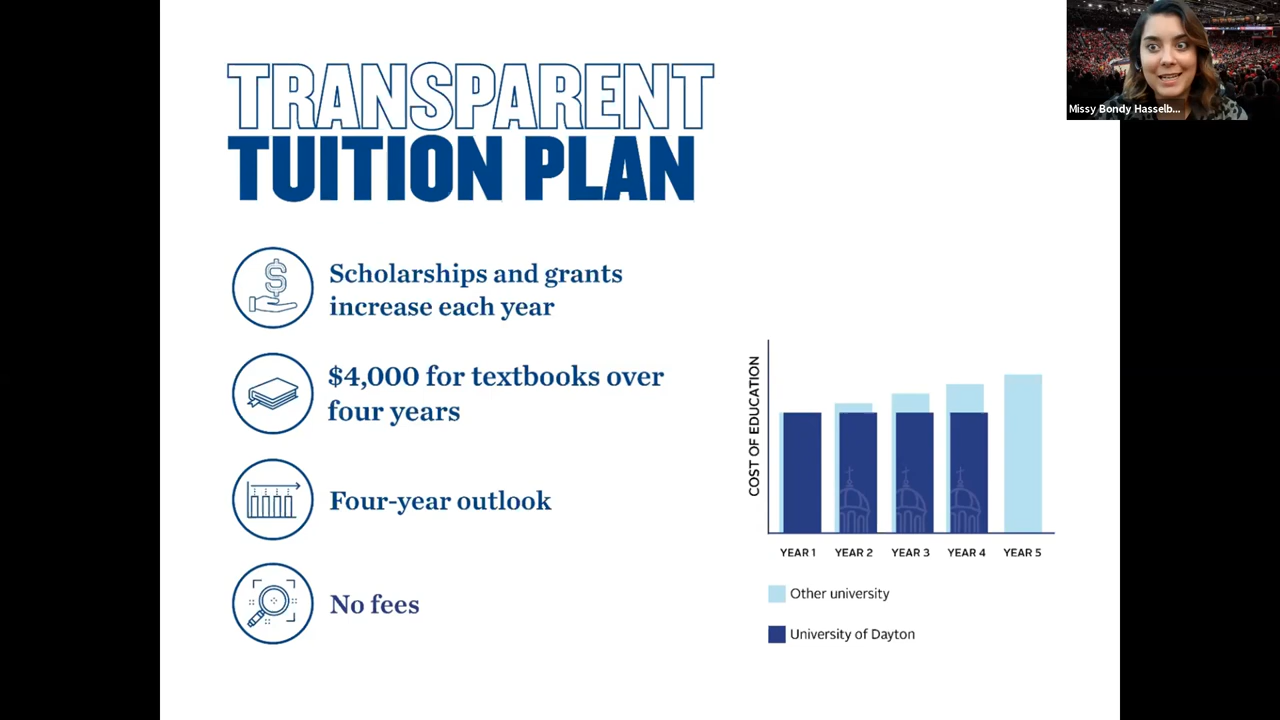 TRANSPARENT
TUITION PLAN
Missy Bondy Hasselb...
Scholarships and grants
increase each year
$4,000 for textbooks over
four years
Four-year outlook
No fees
COST OF EDUCATION
YEAR 1
YEAR 2
YEAR 3
YEAR 4
YEAR 5
Other university
University of Dayton